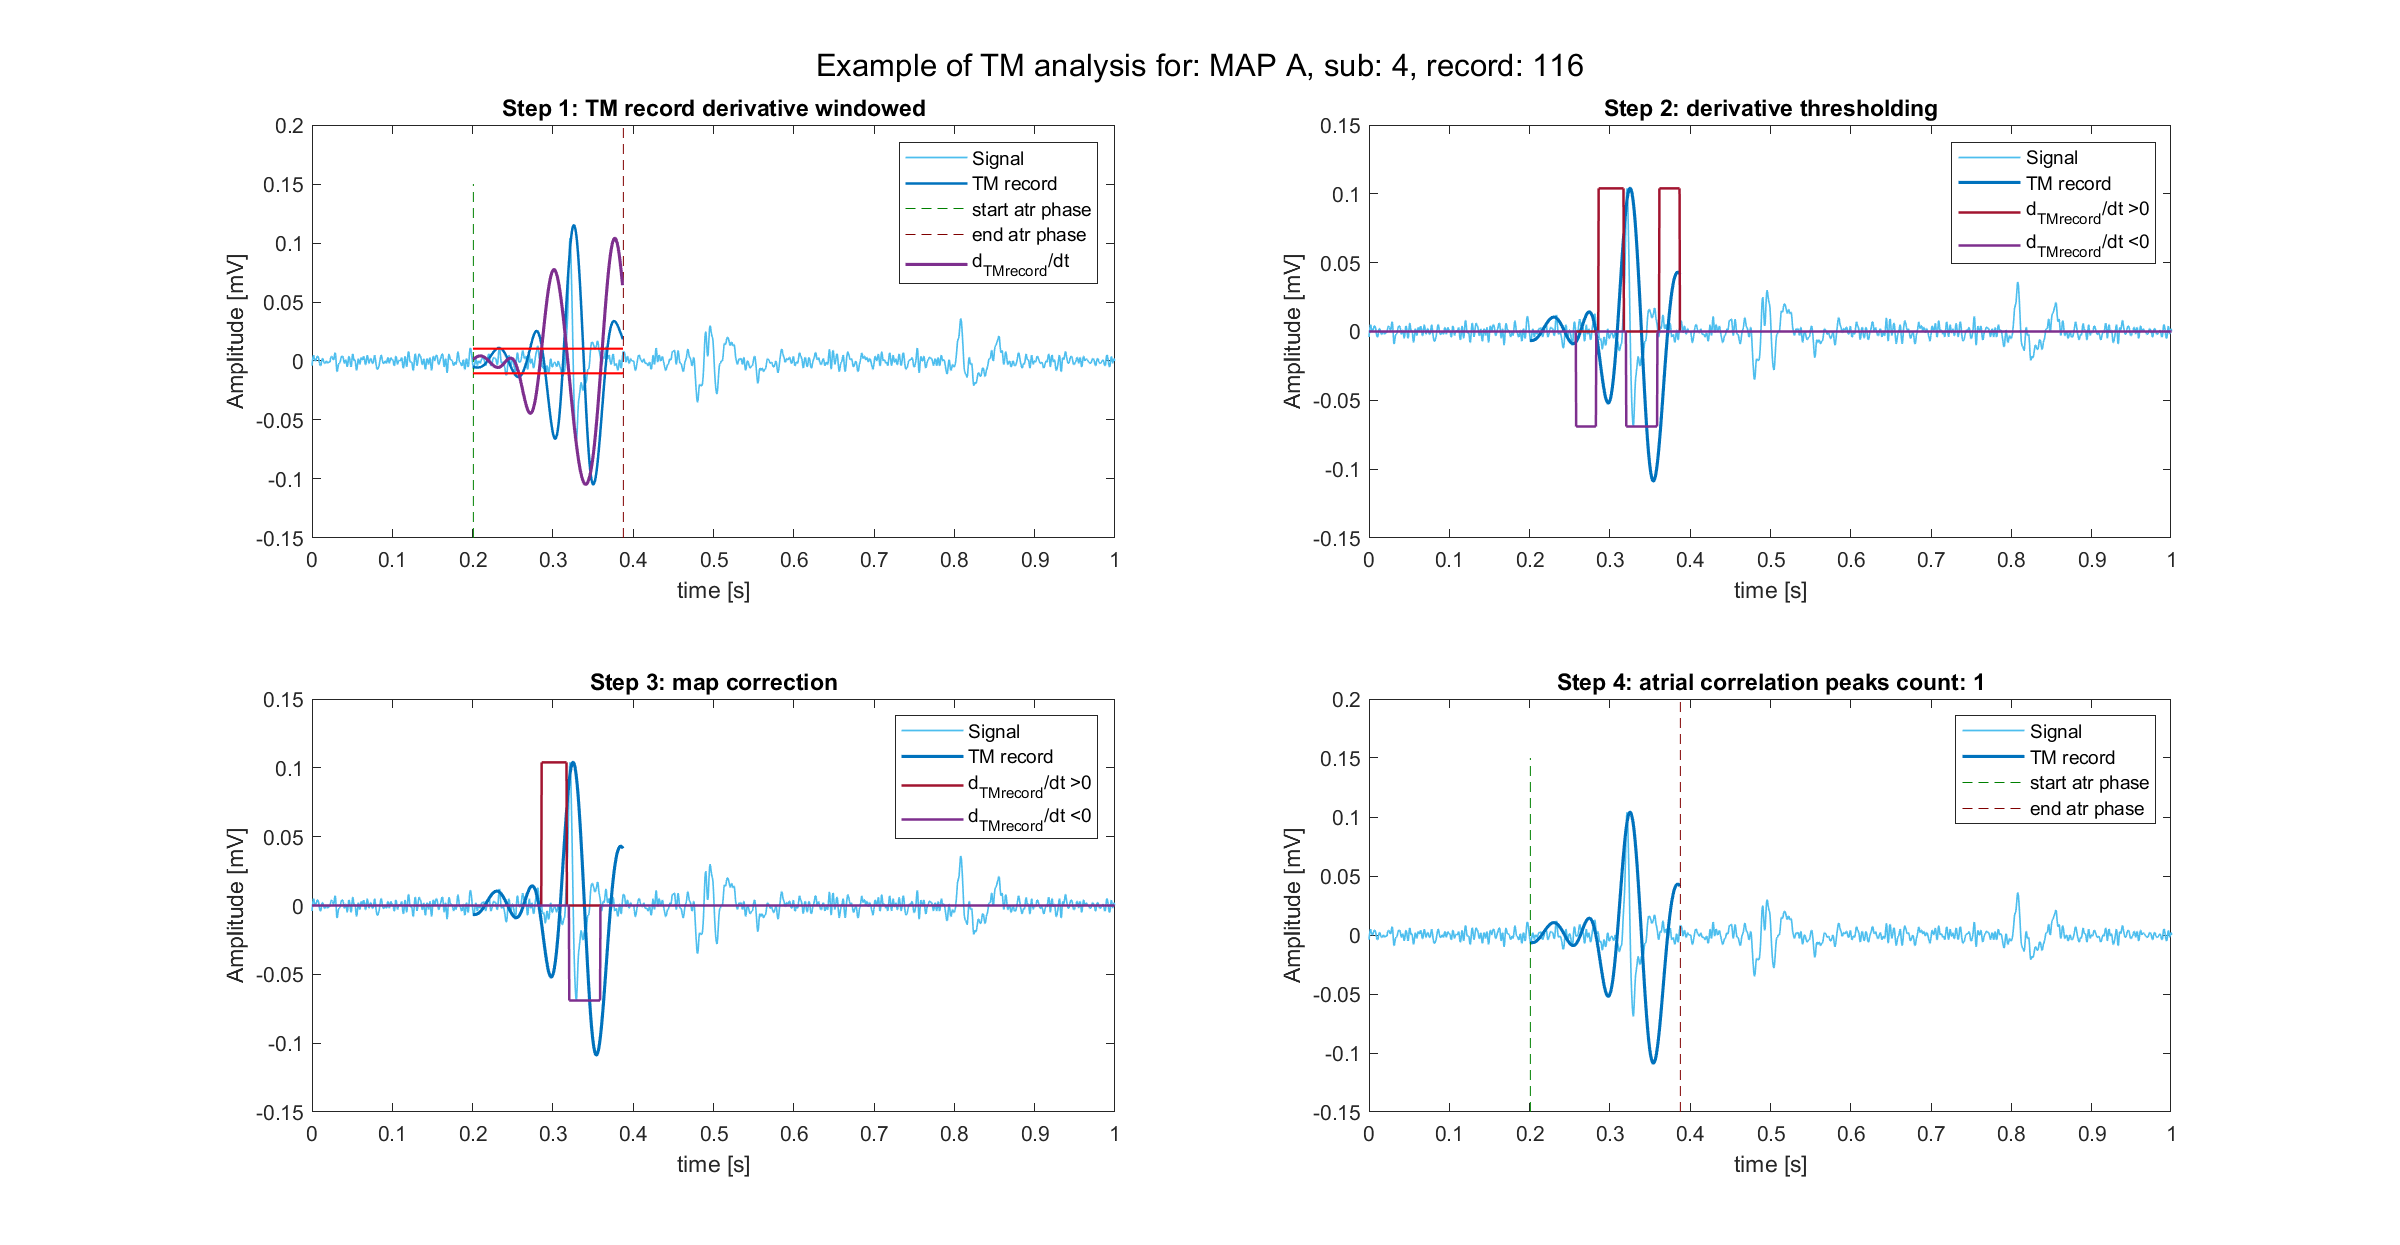 Example of TM analysis for: MAP A, sub: 4, record: 116
Step 1: TM record derivative windowed
0.2
0.15
0.1
0.05
0
-0.05
-0.1
-0.15
Amplitude [mV]
0 0.1 0.2 0.3 0.4 0.5 0.6 0.7 0.8 0.9 1
time [s]
Signal
TM record
start atr phase
end atr phase
dTMrecord/dt
Step 2: derivative thresholding
0.15
0.1
0.05
0
-0.05
-0.1
-0.15
Amplitude [mV]
0 0.1 0.2 0.3 0.4 0.5 0.6 0.7 0.8 0.9 1
time [s]
Signal
TM record
dTMrecord/dt >0
dTMrecord/dt <0
Step 3: map correction
0.15
0.1
0.05
0
-0.05
-0.1
-0.15
Amplitude [mV]
0 0.1 0.2 0.3 0.4 0.5 0.6 0.7 0.8 0.9 1
time [s]
Signal
TM record
dTMrecord/dt >0
dTMrecord/dt <0
Step 4: atrial correlation peaks count: 1
0.2
0.15
0.1
0.05
0
-0.05
-0.1
-0.15
Amplitude [mV]
0 0.1 0.2 0.3 0.4 0.5 0.6 0.7 0.8 0.9 1
time [s]
Signal
TM record
start atr phase
end atr phase